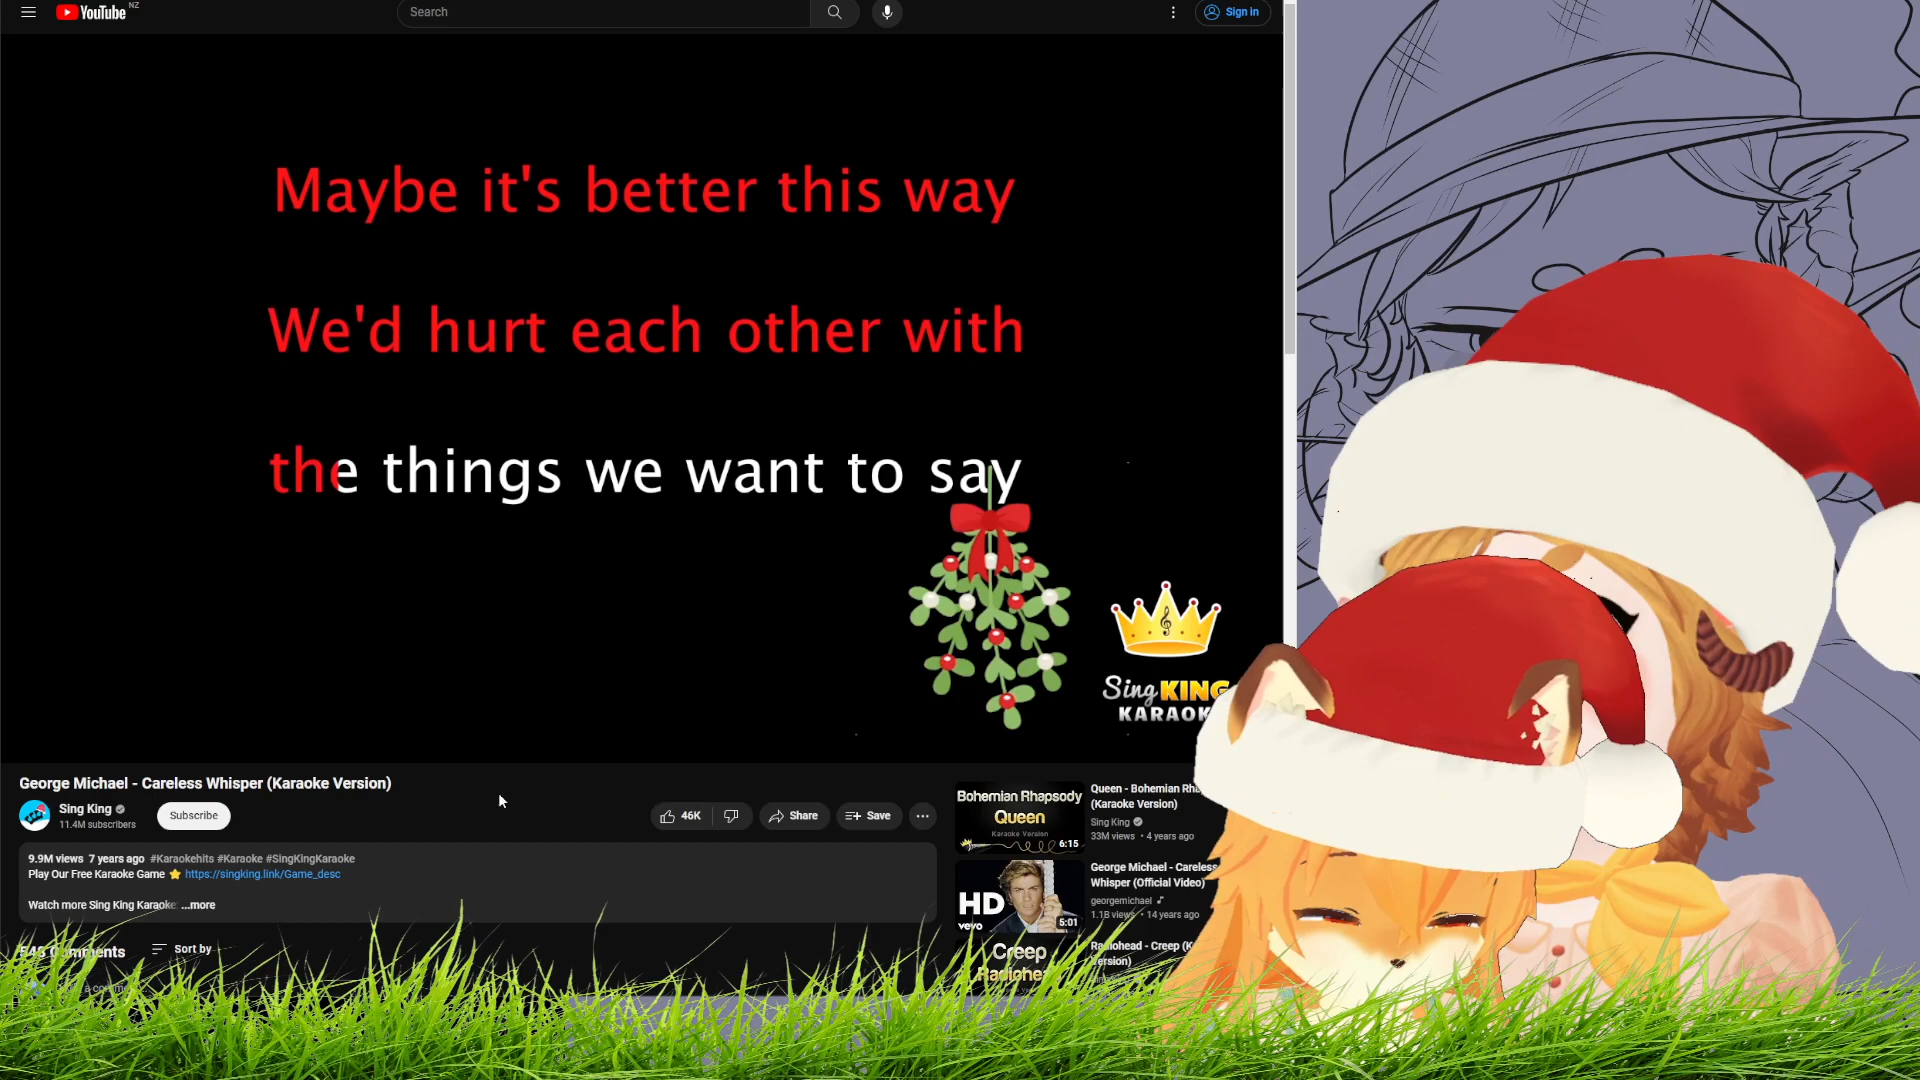 YouTube NZ
Search
Sign in
Maybe it's better this way
We'd hurt each other with
the things we want to say
Sing KING
KARAOK
George Michael - Careless Whisper (Karaoke Version)
Sing King
11.4M subscribers
Subscribe
46K
Share
Save
9.9M views 7 years ago #Karaokehits #Karaoke #SingKingKaraoke
Play Our Free Karaoke Game ⭐ https://singking.link/Game_desc
Watch more Sing King Karaoke ...more
Comments
Sort by
Bohemian Rhapsody
Queen
Karaoke Version
6:15
Queen - Bohemian Rh
(Karaoke Version)
Sing King
33M views • 4 years ago
HD
vevo
5:01
George Michael - Careless
Whisper (Official Video)
georgemichael
1.1B views • 14 years ago
Creep
Radiohea
Radiohead - Creep (K